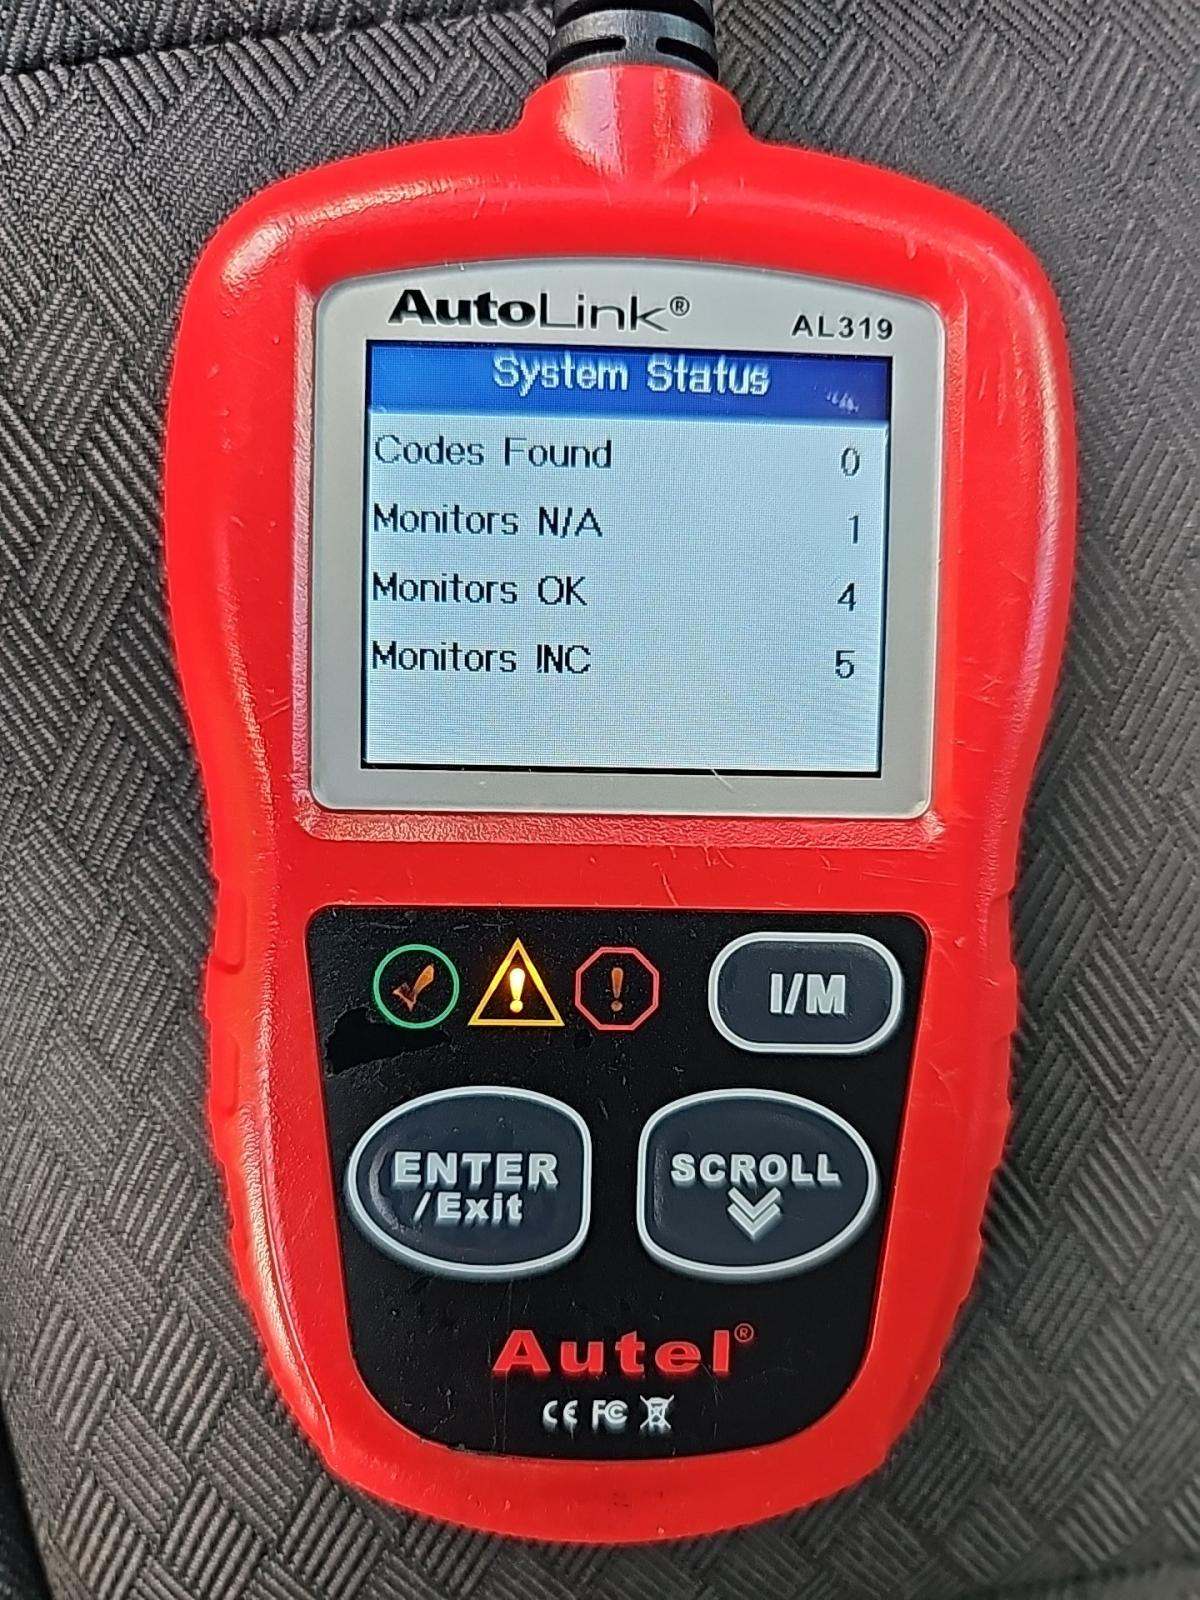 AutoLink® AL319
System Status
Codes Found 0
Monitors N/A 1
Monitors OK 4
Monitors INC 5
I/M
ENTER
/Exit
SCROLL
Autel®
CE FC